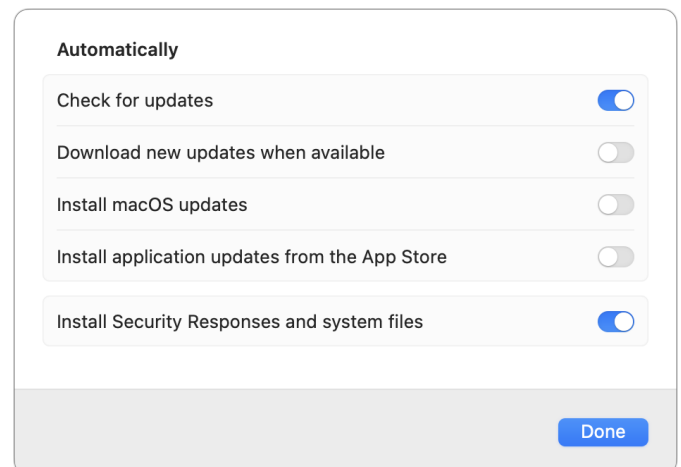 Automatically
Check for updates
Download new updates when available
Install macOS updates
Install application updates from the App Store
Install Security Responses and system files
Done